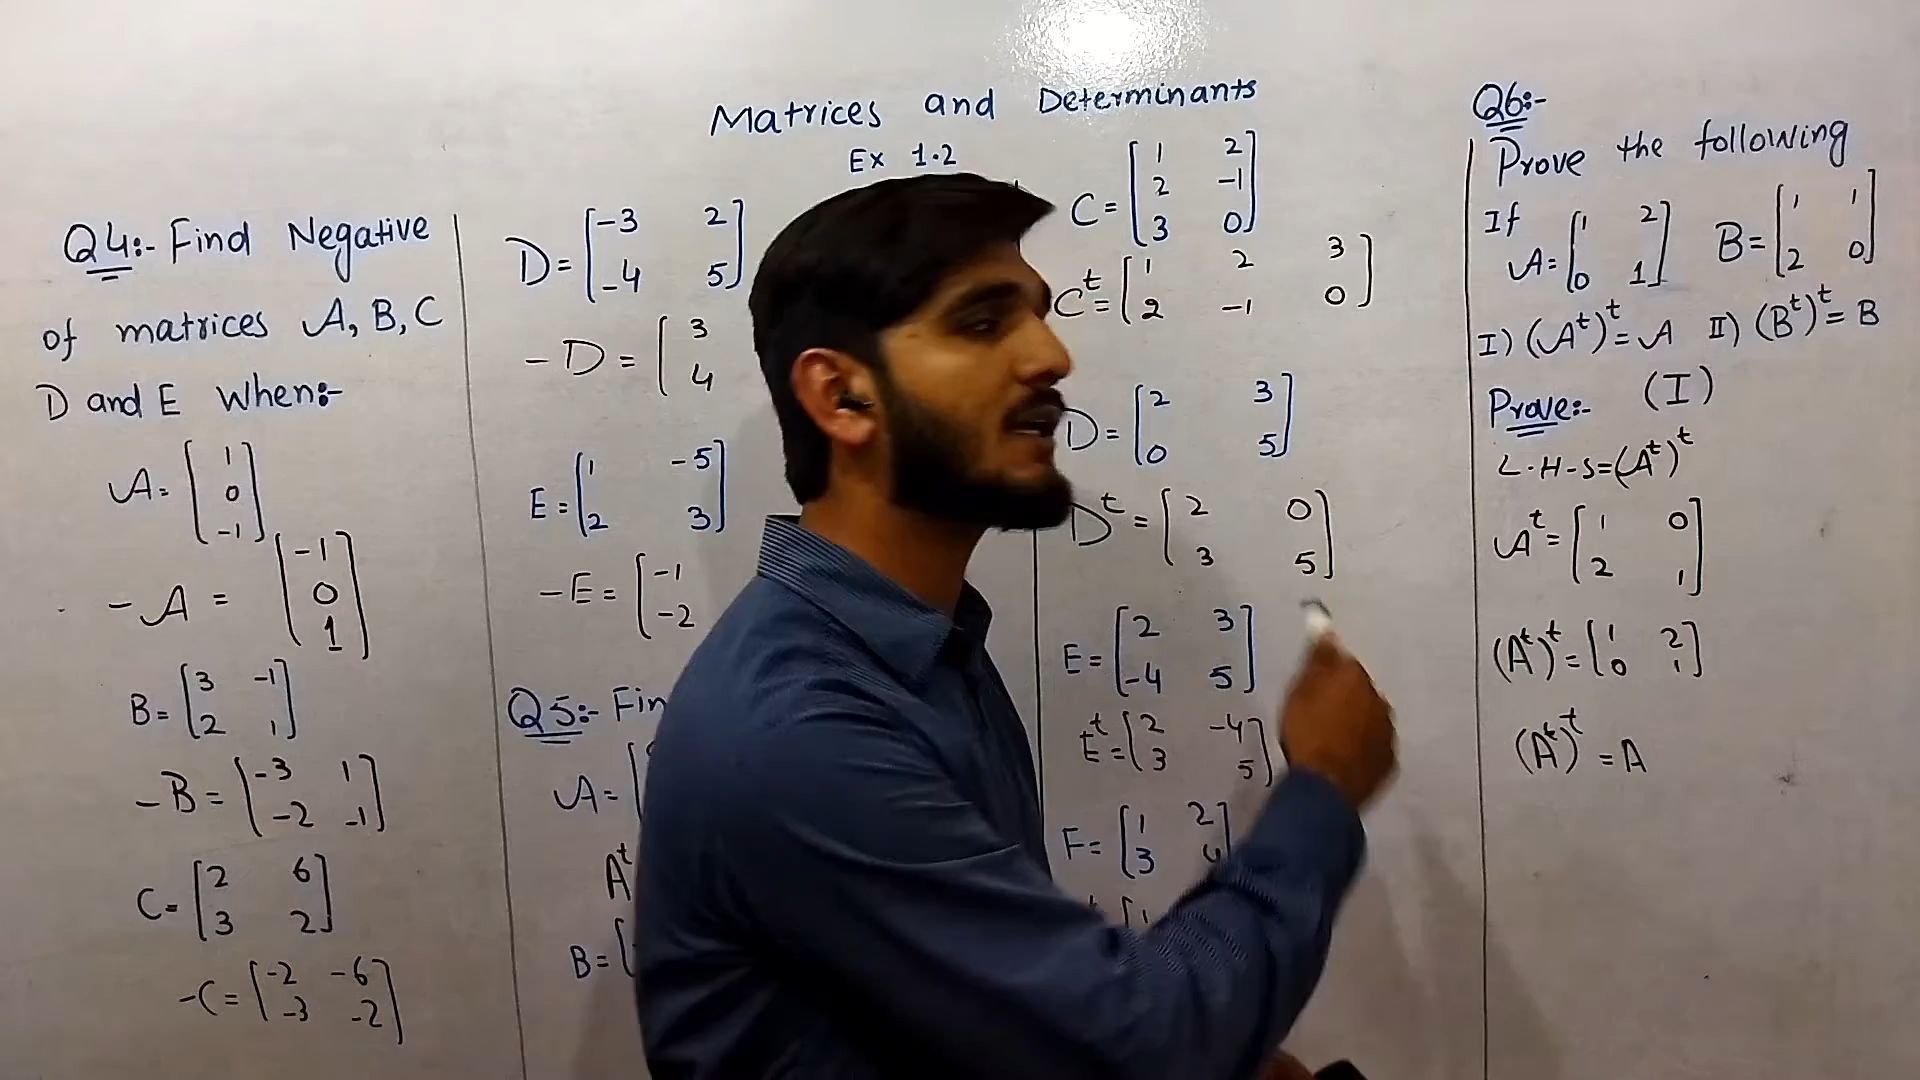 Matrices and Determinants
Ex 1.2
Q4:- Find Negative
of matrices A, B, C
D and E When:-
A = [ 1
0
-1 ]
-A = [ -1
0
1 ]
B = [ 3 -1
2 1 ]
-B = [ -3 1
-2 -1 ]
C = [ 2 6
3 2 ]
-C = [ -2 -6
-3 -2 ]
D = [ -3 2
-4 5 ]
-D = [ 3
4
E = [ 1 -5
2 3 ]
-E = [ -1
-2
Q5:- Fin
A = [
A^t
B = [
C = [ 1 2
2 -1
3 0 ]
C^t = [ 1 2 3
2 -1 0 ]
D = [ 2 3
0 5 ]
D^t = [ 2 0
3 5 ]
E = [ 2 3
-4 5 ]
E^t = [ 2 -4
3 5 ]
F = [ 1 2
3 4 ]
Q6:-
Prove the following
If
A = [ 1 2
0 1 ]
B = [ 1 1
2 0 ]
I) (A^t)^t = A II) (B^t)^t = B
Prove:- (I)
L.H.S = (A^t)^t
A^t = [ 1 0
2 1 ]
(A^t)^t = [ 1 2
0 1 ]
(A^t)^t = A